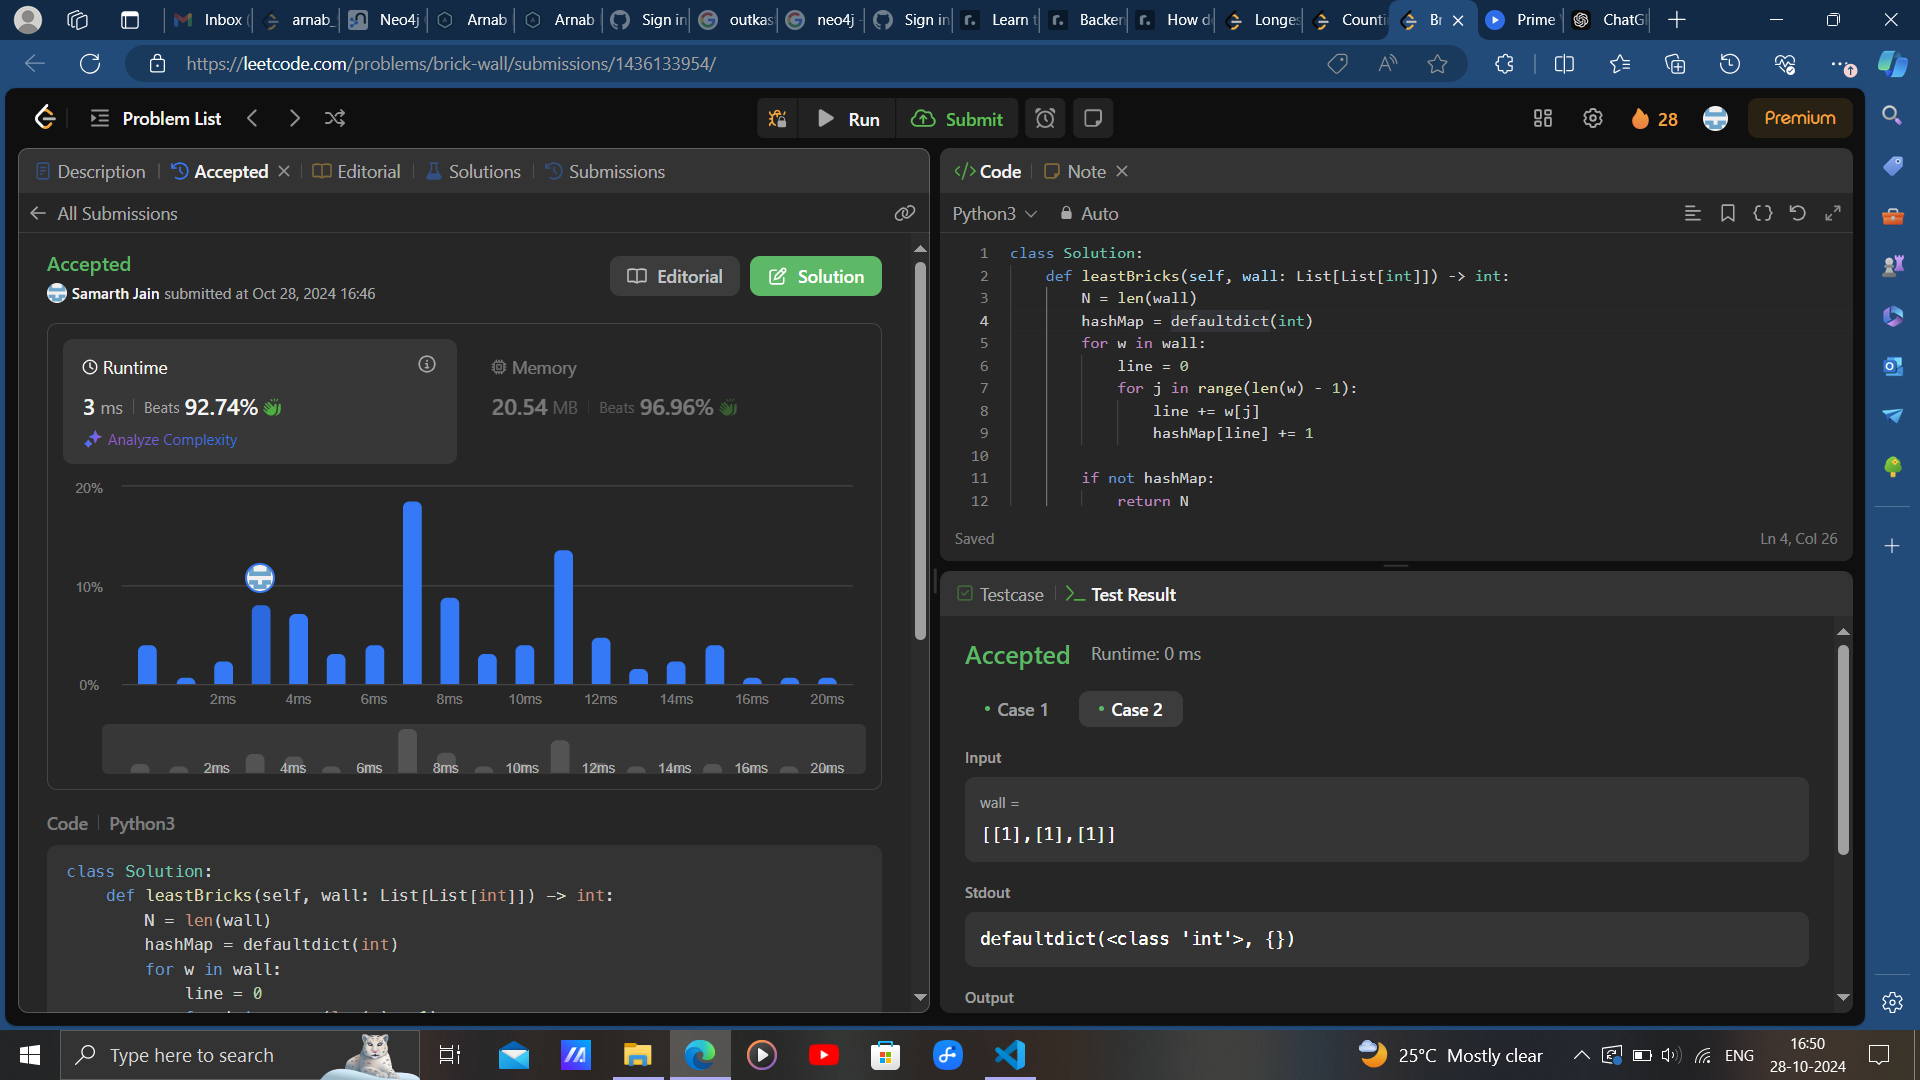 Inbox (
arnab_
Neo4j
Arnab
Arnab
Sign in
outkas
neo4j -
Sign in
Learn t
Backen
How d
Longes
Counti
Br
Prime
ChatG
https://leetcode.com/problems/brick-wall/submissions/1436133954/
Problem List
Run
Submit
28
Premium
Description
Accepted
Editorial
Solutions
Submissions
All Submissions
Accepted
Samarth Jain submitted at Oct 28, 2024 16:46
Editorial
Solution
Runtime
3 ms
Beats 92.74%
Analyze Complexity
Memory
20.54 MB
Beats 96.96%
20%
10%
0%
2ms 4ms 6ms 8ms 10ms 12ms 14ms 16ms 20ms
2ms 4ms 6ms 8ms 10ms 12ms 14ms 16ms 20ms
Code
Python3
class Solution:
def leastBricks(self, wall: List[List[int]]) -> int:
N = len(wall)
hashMap = defaultdict(int)
for w in wall:
line = 0
Code
Note
Python3
Auto
1 class Solution:
2 def leastBricks(self, wall: List[List[int]]) -> int:
3 N = len(wall)
4 hashMap = defaultdict(int)
5 for w in wall:
6 line = 0
7 for j in range(len(w) - 1):
8 line += w[j]
9 hashMap[line] += 1
10
11 if not hashMap:
12 return N
Saved
Ln 4, Col 26
Testcase
Test Result
Accepted
Runtime: 0 ms
Case 1
Case 2
Input
wall =
[[1],[1],[1]]
Stdout
defaultdict(<class 'int'>, {})
Output
Type here to search
25°C Mostly clear
ENG
16:50
28-10-2024